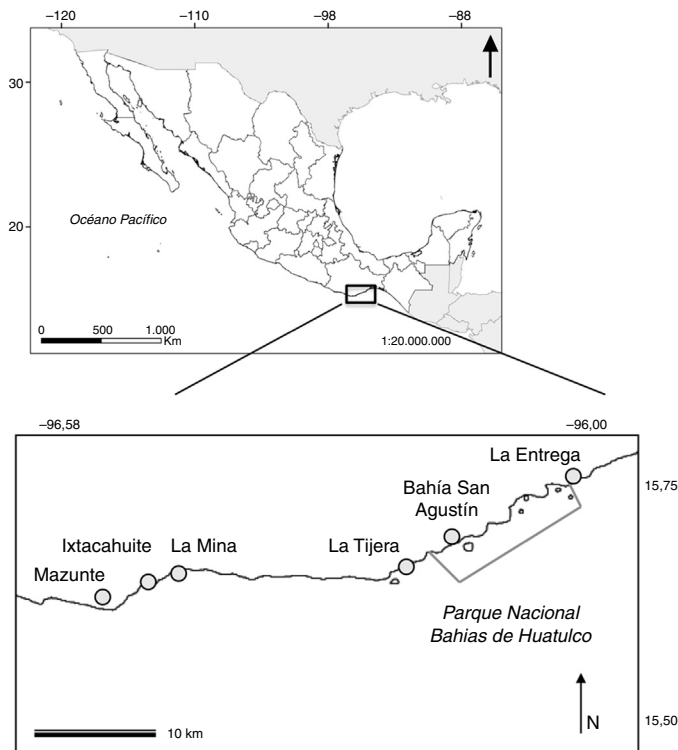 –120
–110
–98
–88
30
20
Océano Pacífico
0 500 1.000
Km
1:20.000.000
–96,58
–96,00
La Entrega
15,75
Bahía San
Agustín
Ixtacahuite
La Mina
La Tijera
Mazunte
Parque Nacional
Bahias de Huatulco
10 km
N
15,50